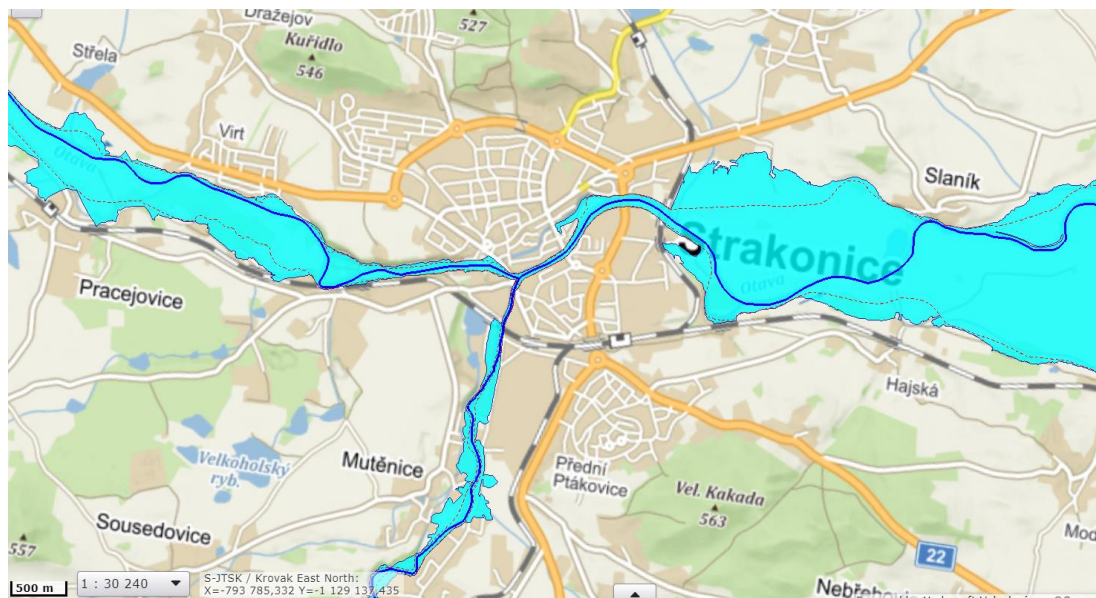 Dražejov
527
Střela
Kuřídlo
546
Virt
Otava
Slaník
Strakonice
Otava
Pracejovice
Hajská
Velkoholský
ryb.
Mutěnice
Přední
Ptákovice
Vel. Kakada
563
Sousedovice
557
22
500 m
1 : 30 240
S-JTSK / Krovak East North:
X=-793 785,332 Y=-1 129 137,435